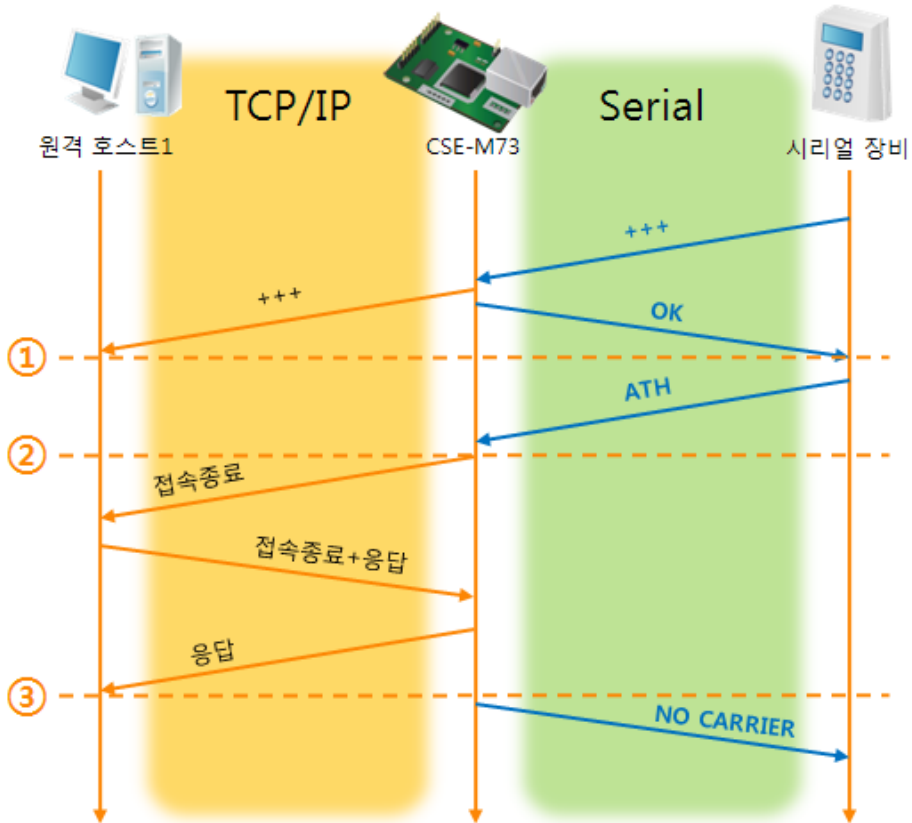 TCP/IP
Serial
원격 호스트1
CSE-M73
시리얼 장비
+++
+++
OK
①
ATH
②
접속종료
접속종료+응답
응답
③
NO CARRIER